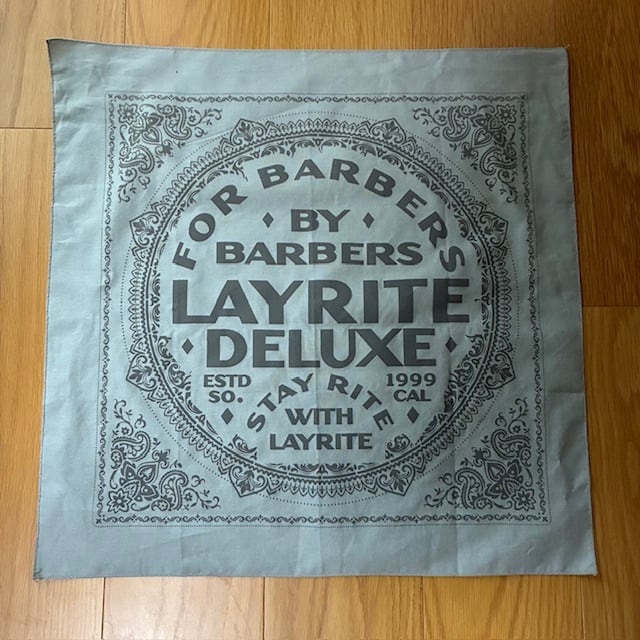 FOR BARBERS
BY
BARBERS
LAYRITE
DELUXE
ESTD 1999
SO. CAL
STAY RITE
WITH
LAYRITE